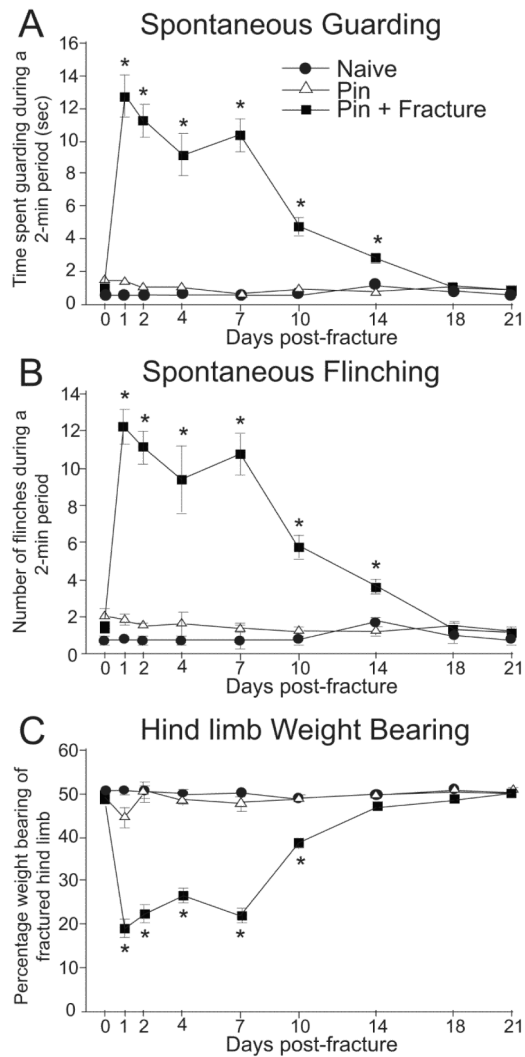 A Spontaneous Guarding
Time spent guarding during a
2-min period (sec)
16
14
12
10
8
6
4
2
0
Naive
Pin
Pin + Fracture
* * * * * *
0 1 2 4 7 10 14 18 21
Days post-fracture
B Spontaneous Flinching
Number of flinches during a
2-min period
14
12
10
8
6
4
2
0
* * * * * *
0 1 2 4 7 10 14 18 21
Days post-fracture
C Hind limb Weight Bearing
Percentage weight bearing of
fractured hind limb
60
50
40
30
20
10
0
* * * * *
0 1 2 4 7 10 14 18 21
Days post-fracture